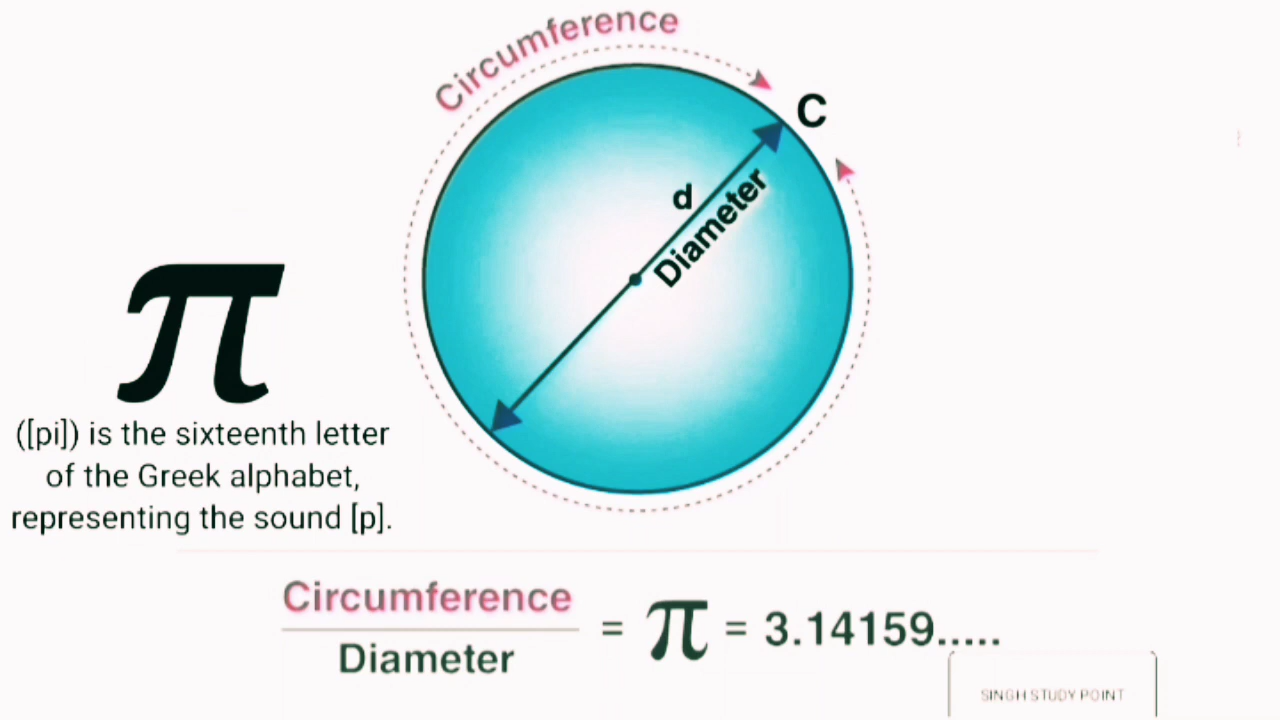 Circumference
C
d
Diameter
π
([pi]) is the sixteenth letter
of the Greek alphabet,
representing the sound [p].
Circumference
Diameter
= π = 3.14159.....
SINGH STUDY POINT